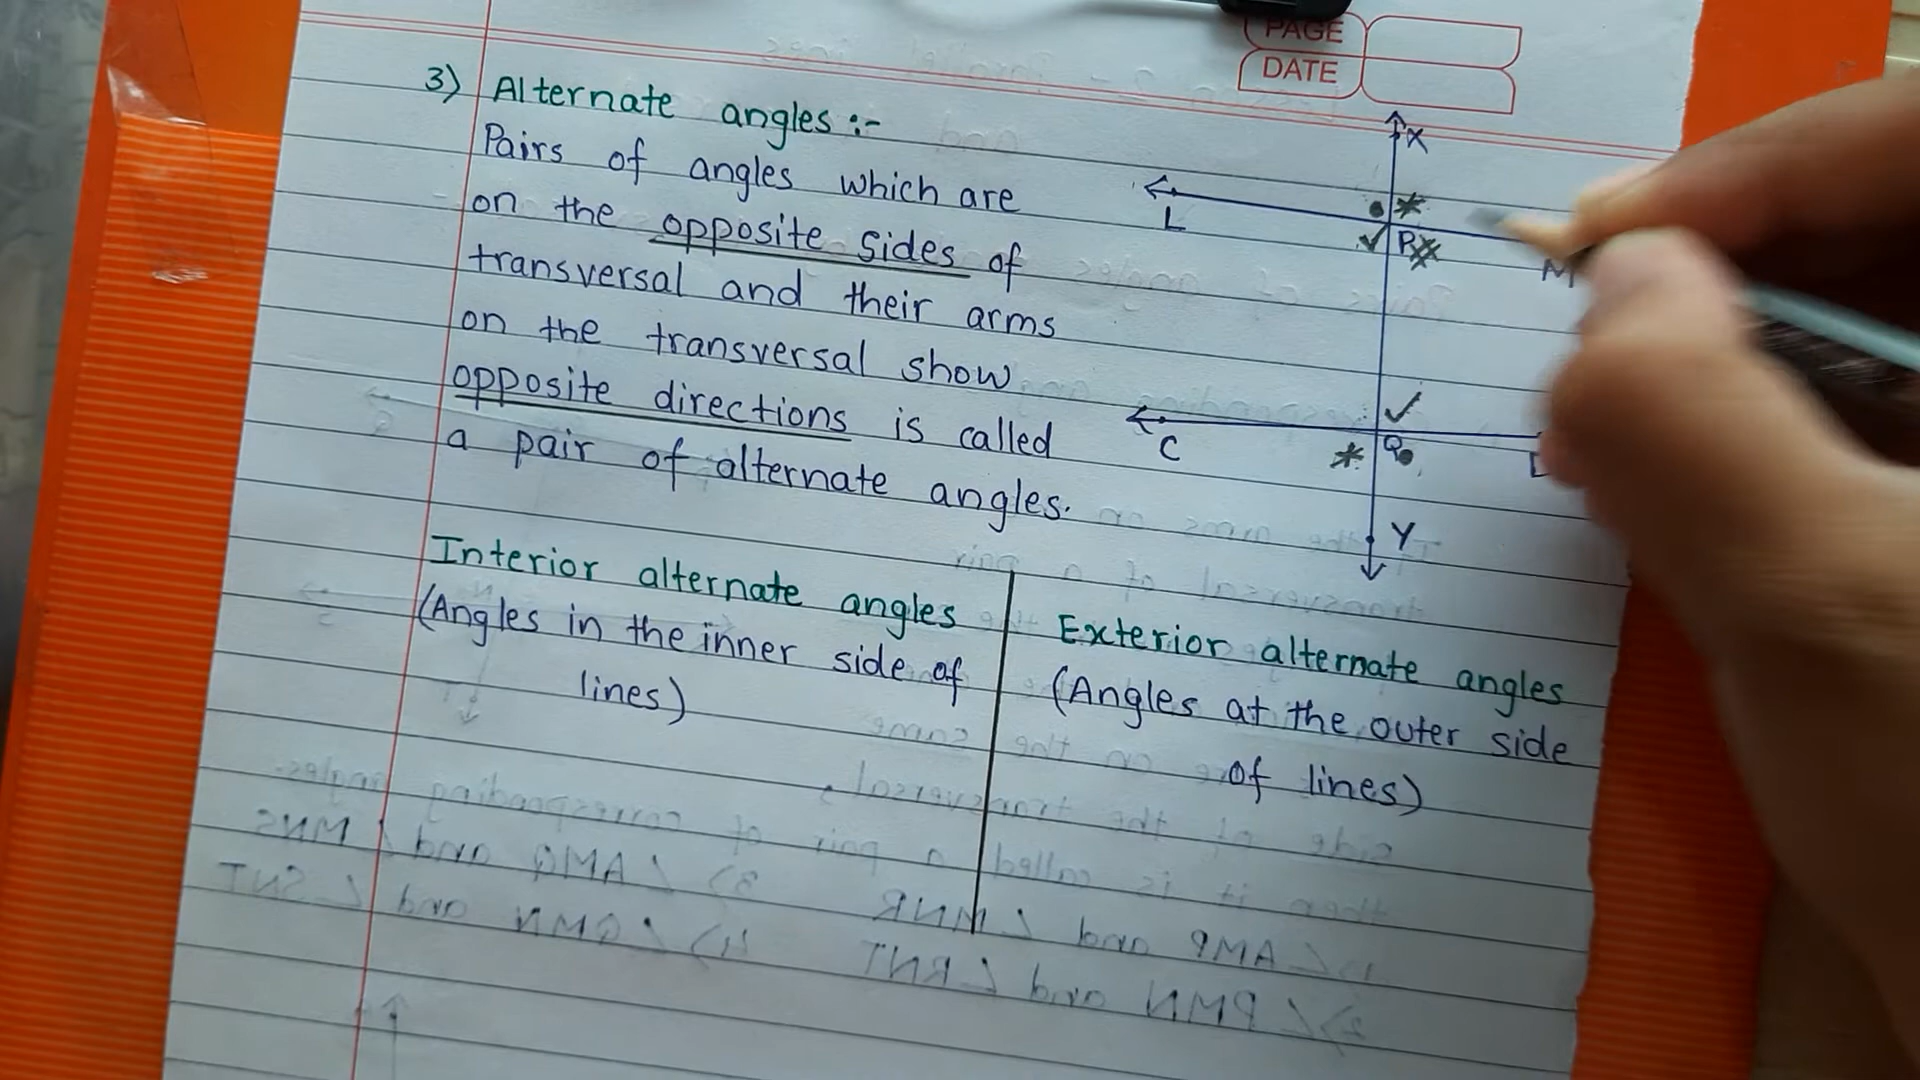 PAGE
DATE
3) Alternate angles :-
Pairs of angles which are
on the opposite sides of
transversal and their arms
on the transversal show
opposite directions is called
a pair of alternate angles.
X
L
M
C
Q
Y
Interior alternate angles
(Angles in the inner side of
lines)
Exterior alternate angles
(Angles at the outer side
of lines)